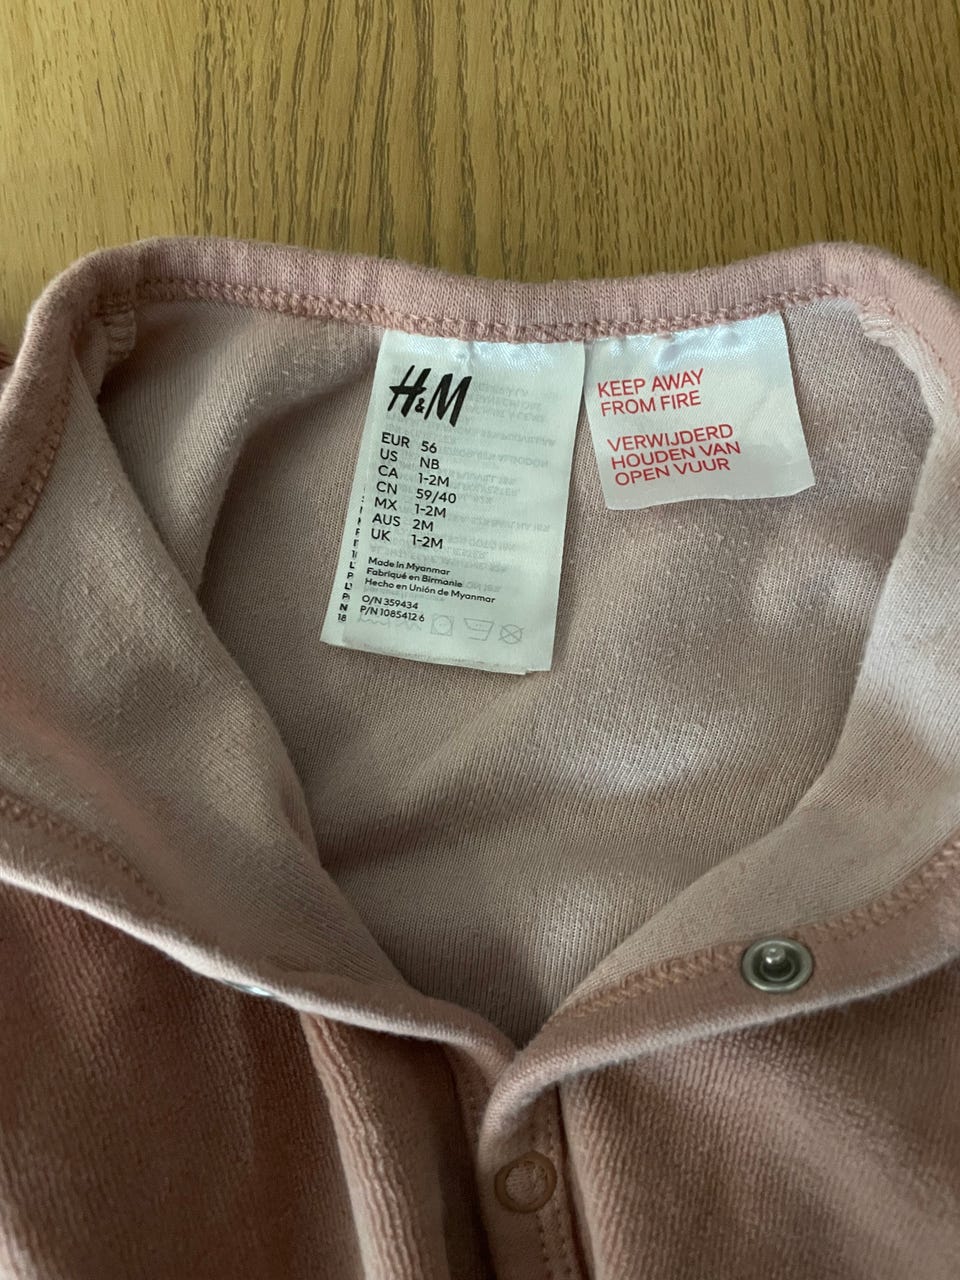 H&M
EUR 56
US NB
CA 1-2M
CN 59/40
MX 1-2M
AUS 2M
UK 1-2M
Made in Myanmar
Fabriqué en Birmanie
Hecho en Unión de Myanmar
O/N 359434
P/N 1085412 6
KEEP AWAY
FROM FIRE
VERWIJDERD
HOUDEN VAN
OPEN VUUR